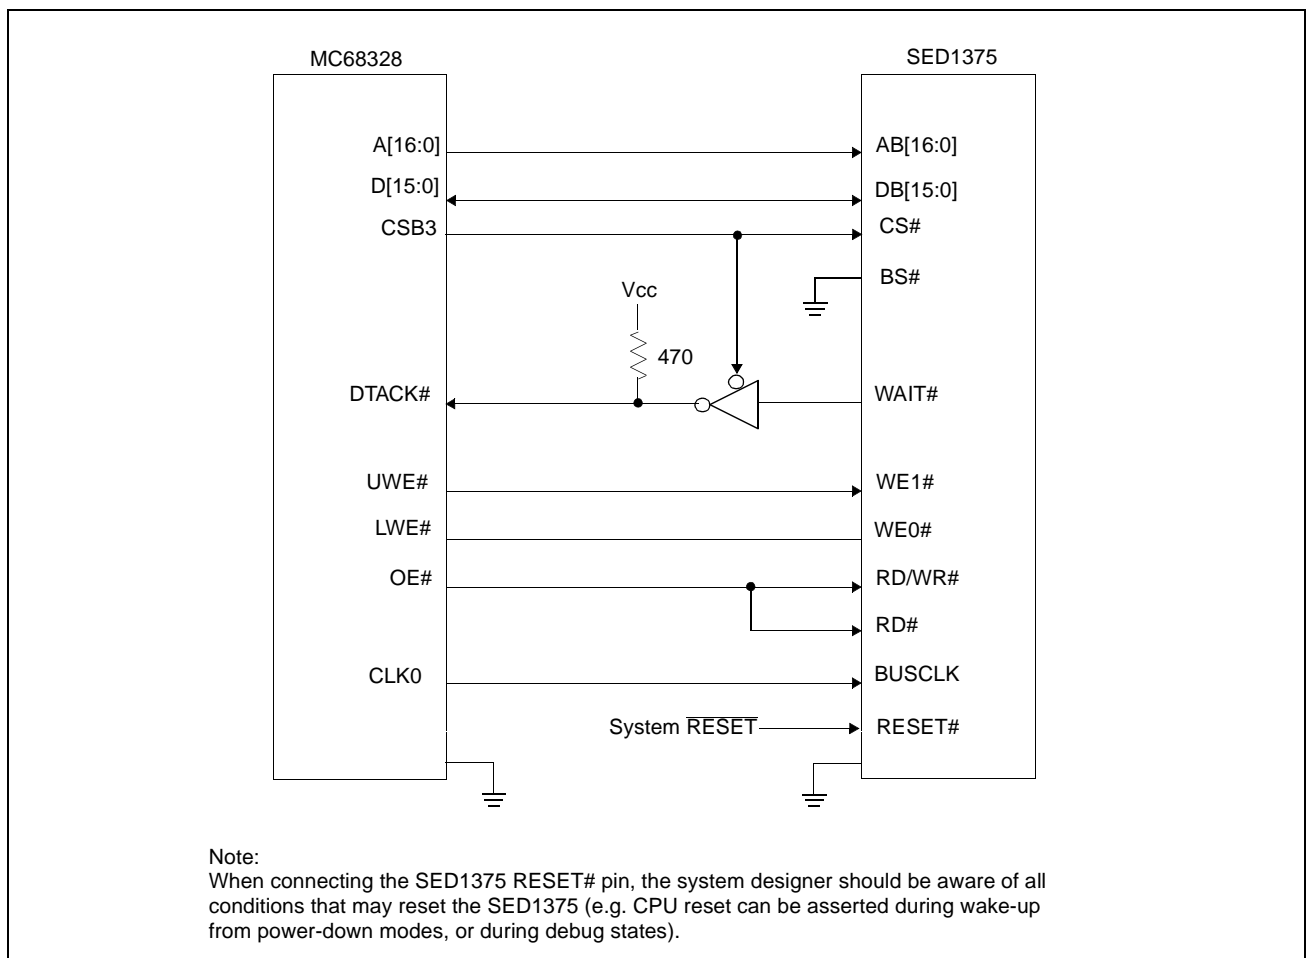 MC68328 SED1375
A[16:0] AB[16:0]
D[15:0] DB[15:0]
CSB3 CS#
BS#
Vcc
470
DTACK# WAIT#
UWE# WE1#
LWE# WE0#
OE# RD/WR#
RD#
CLK0 BUSCLK
System RESET RESET#
Note:
When connecting the SED1375 RESET# pin, the system designer should be aware of all
conditions that may reset the SED1375 (e.g. CPU reset can be asserted during wake-up
from power-down modes, or during debug states).